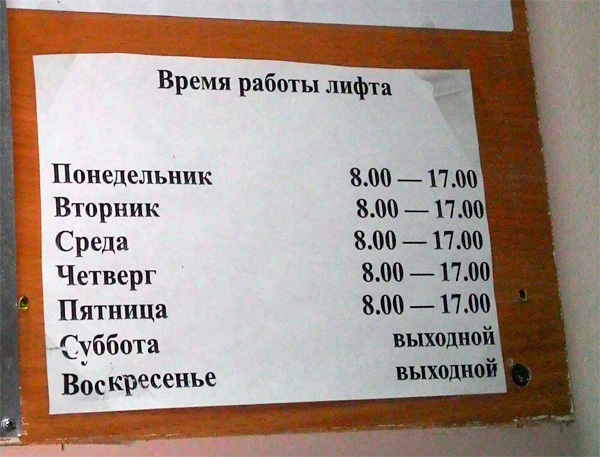 Время работы лифта
Понедельник 8.00 — 17.00
Вторник 8.00 — 17.00
Среда 8.00 — 17.00
Четверг 8.00 — 17.00
Пятница 8.00 — 17.00
Суббота выходной
Воскресенье выходной